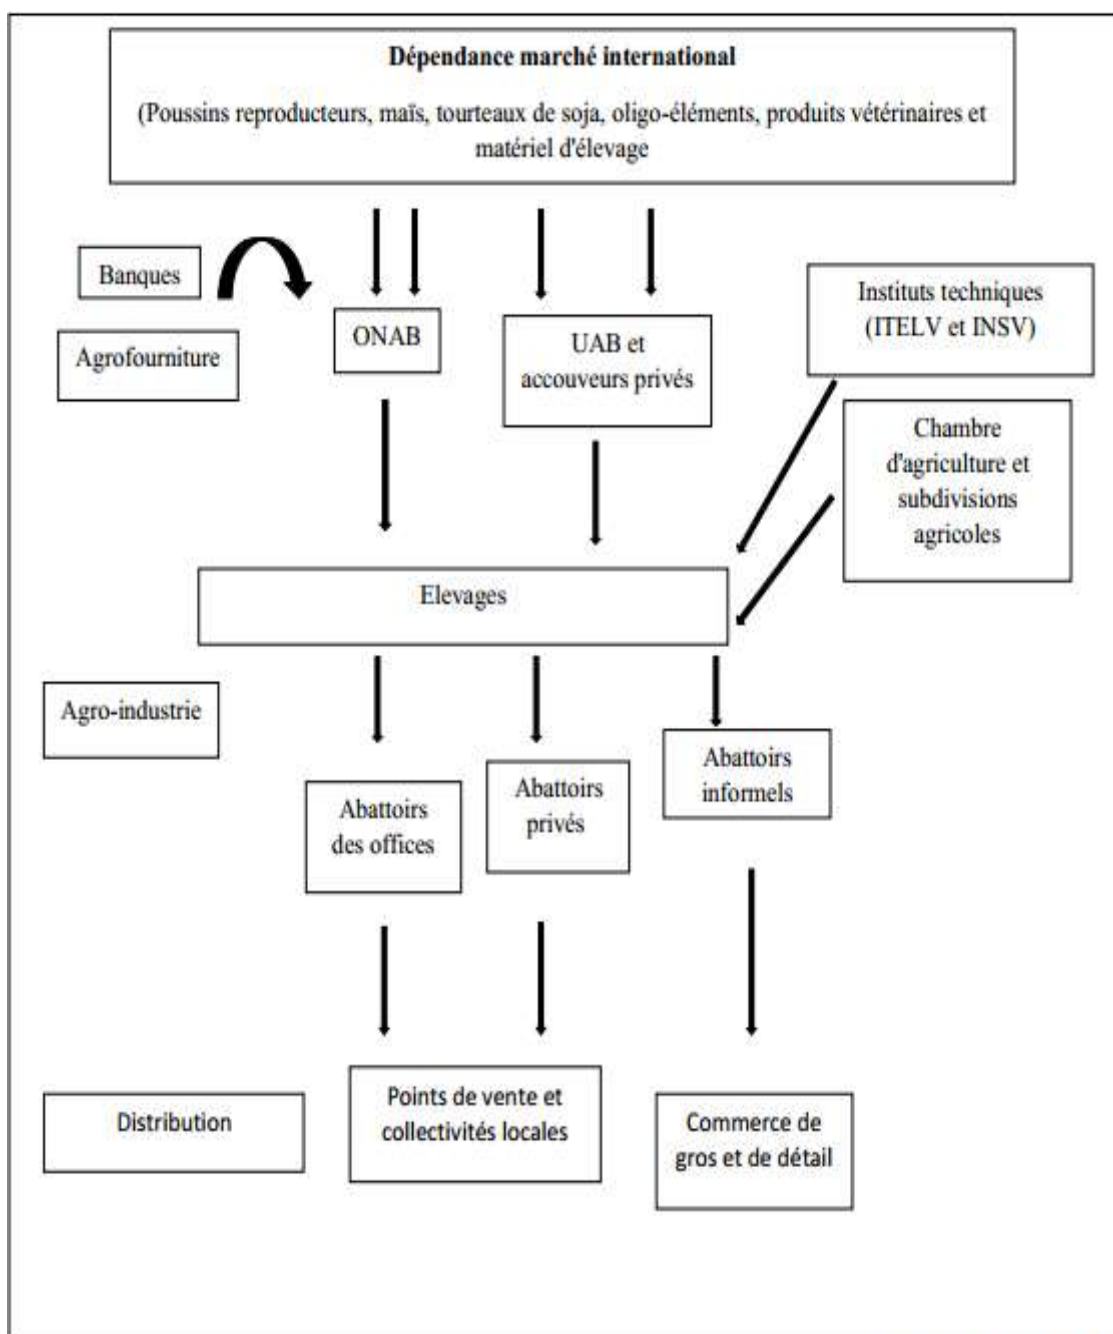 Dépendance marché international
(Poussins reproducteurs, maïs, tourteaux de soja, oligo-éléments, produits vétérinaires et
matériel d'élevage
Banques
Agrofourniture
ONAB
UAB et
accouveurs privés
Instituts techniques
(ITELV et INSV)
Chambre
d'agriculture et
subdivisions
agricoles
Elevages
Agro-industrie
Abattoirs
des offices
Abattoirs
privés
Abattoirs
informels
Distribution
Points de vente et
collectivités locales
Commerce de
gros et de détail